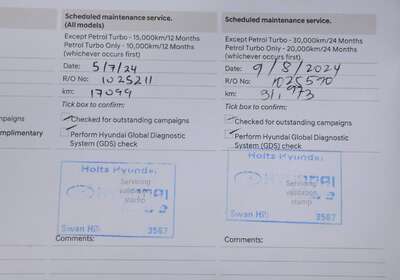 Scheduled maintenance service.
(All models)
Except Petrol Turbo - 15,000km/12 Months
Petrol Turbo Only - 10,000km/12 Months
(whichever occurs first)
Date: 5/7/24
R/O No: 1025211
km: 17099
Tick box to confirm:
Checked for outstanding campaigns
Perform Hyundai Global Diagnostic
System (GDS) check
Holts Hyundai
Servicing
validation
stamp
Swan Hill 3587
Comments:
Scheduled maintenance service.
Except Petrol Turbo - 30,000km/24 Months
Petrol Turbo Only - 20,000km/24 Months
(whichever occurs first)
Date: 9/8/2024
R/O No: 1025570
km:
Tick box to confirm:
Checked for outstanding campaigns
Perform Hyundai Global Diagnostic
System (GDS) check
Holts Hyundai
Servicing
validation
stamp
Swan Hill 3587
Comments:
mpaigns
mplimentary